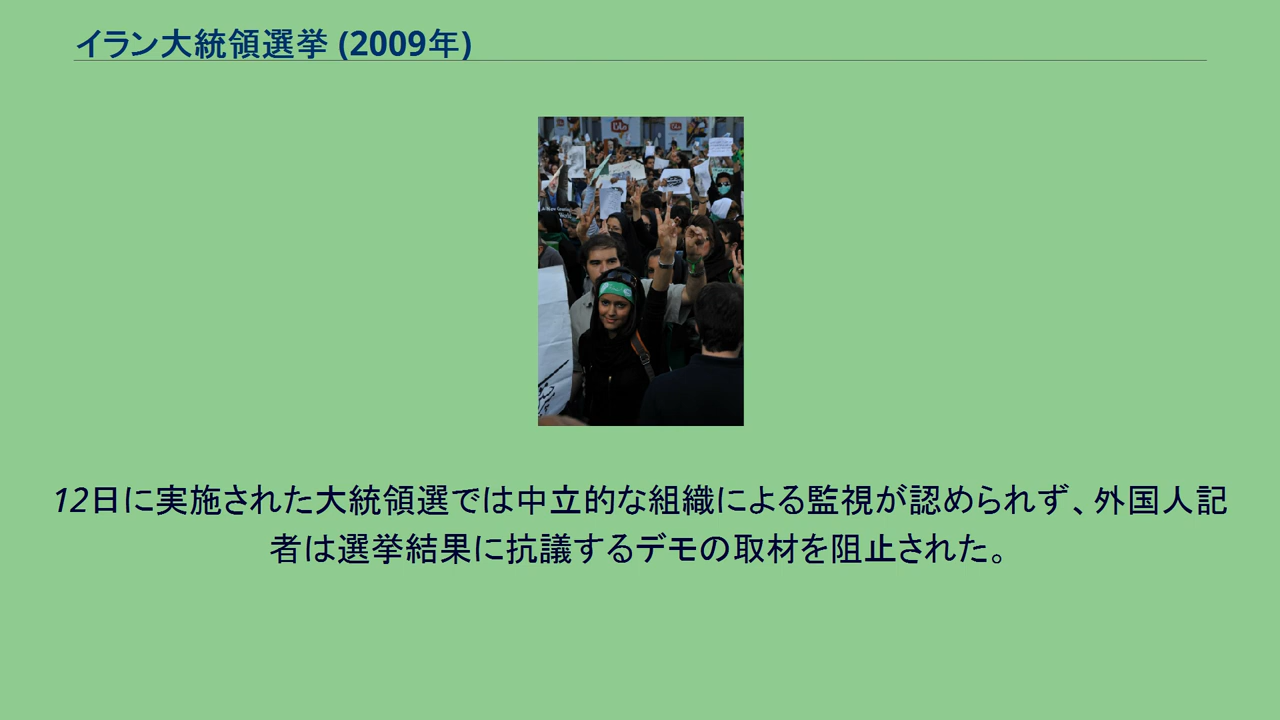 イラン大統領選挙 (2009年)
12日に実施された大統領選では中立的な組織による監視が認められず、外国人記
者は選挙結果に抗議するデモの取材を阻止された。